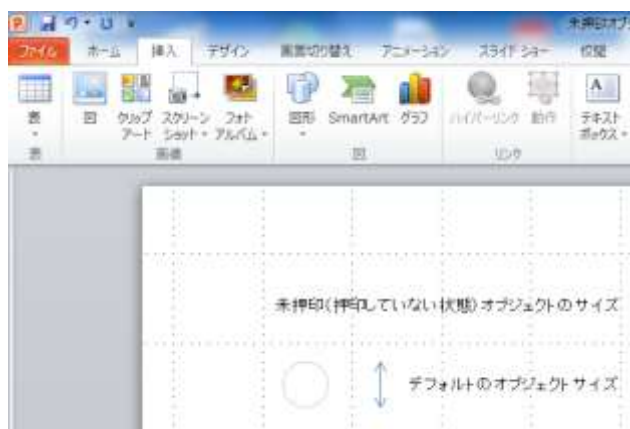 未押印オブジ
ファイル ホーム 挿入 デザイン 画面切り替え アニメーション スライド ショー 校閲
表 図 クリップ アート スクリーン ショット フォト アルバム 図形 SmartArt グラフ ハイパーリンク 動作 テキスト ボックス
表 画像 図 リンク
未押印(押印していない状態)オブジェクトのサイズ
デフォルトのオブジェクトサイズ